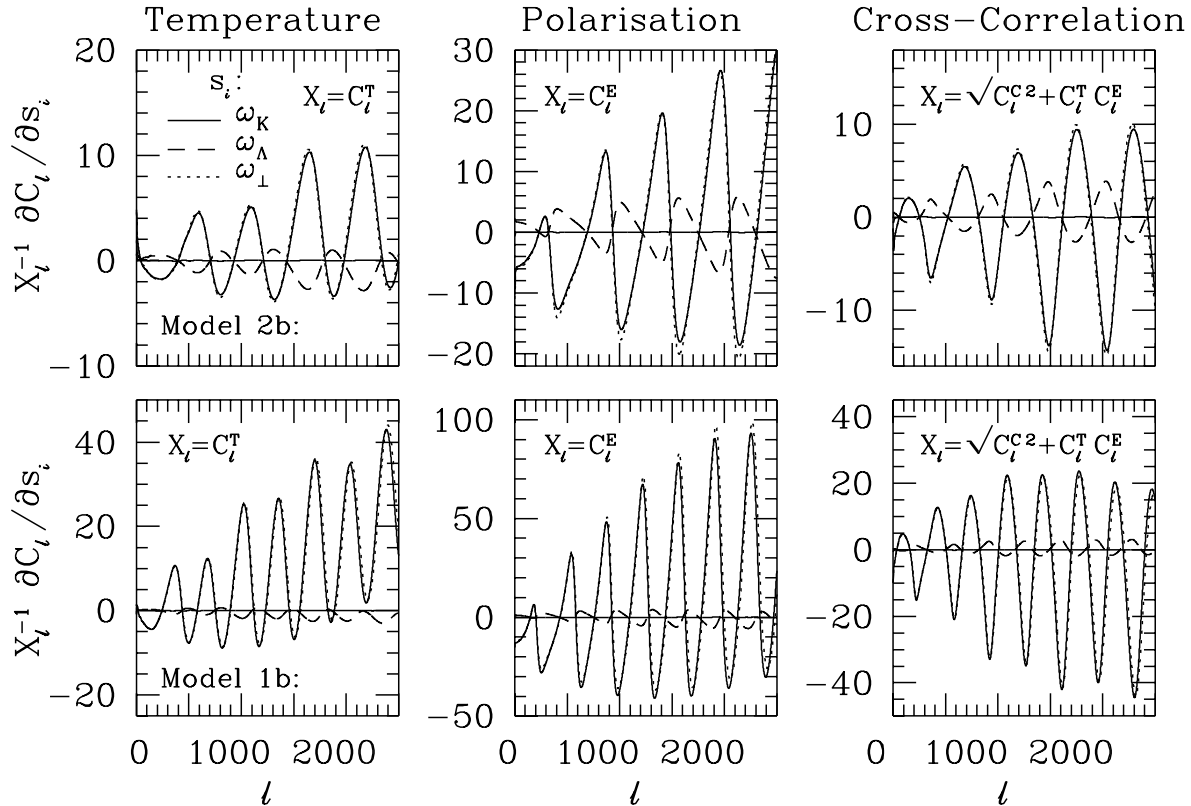 Temperature
Polarisation
Cross−Correlation
20
10
0
−10
sᵢ:
ω_K
ω_Λ
ω_⊥
X_ℓ=C_ℓ^T
Model 2b:
X_ℓ^−1 ∂C_ℓ/∂sᵢ
30
20
10
0
−10
−20
X_ℓ=C_ℓ^E
10
0
−10
X_ℓ=√C_ℓ^C2+C_ℓ^T C_ℓ^E
40
20
0
−20
X_ℓ=C_ℓ^T
Model 1b:
X_ℓ^−1 ∂C_ℓ/∂sᵢ
100
50
0
−50
X_ℓ=C_ℓ^E
40
20
0
−20
−40
X_ℓ=√C_ℓ^C2+C_ℓ^T C_ℓ^E
0 1000 2000
0 1000 2000
0 1000 2000
ℓ
ℓ
ℓ